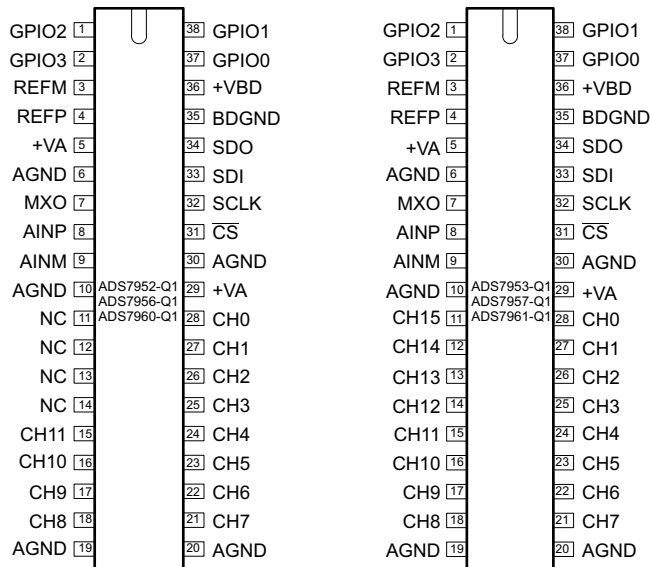 GPIO2 1 38 GPIO1
GPIO3 2 37 GPIO0
REFM 3 36 +VBD
REFP 4 35 BDGND
+VA 5 34 SDO
AGND 6 33 SDI
MXO 7 32 SCLK
AINP 8 31 C̅S̅
AINM 9 30 AGND
AGND 10 ADS7952-Q1 29 +VA
ADS7956-Q1
ADS7960-Q1
NC 11 28 CH0
NC 12 27 CH1
NC 13 26 CH2
NC 14 25 CH3
CH11 15 24 CH4
CH10 16 23 CH5
CH9 17 22 CH6
CH8 18 21 CH7
AGND 19 20 AGND
GPIO2 1 38 GPIO1
GPIO3 2 37 GPIO0
REFM 3 36 +VBD
REFP 4 35 BDGND
+VA 5 34 SDO
AGND 6 33 SDI
MXO 7 32 SCLK
AINP 8 31 C̅S̅
AINM 9 30 AGND
AGND 10 ADS7953-Q1 29 +VA
ADS7957-Q1
ADS7961-Q1
CH15 11 28 CH0
CH14 12 27 CH1
CH13 13 26 CH2
CH12 14 25 CH3
CH11 15 24 CH4
CH10 16 23 CH5
CH9 17 22 CH6
CH8 18 21 CH7
AGND 19 20 AGND